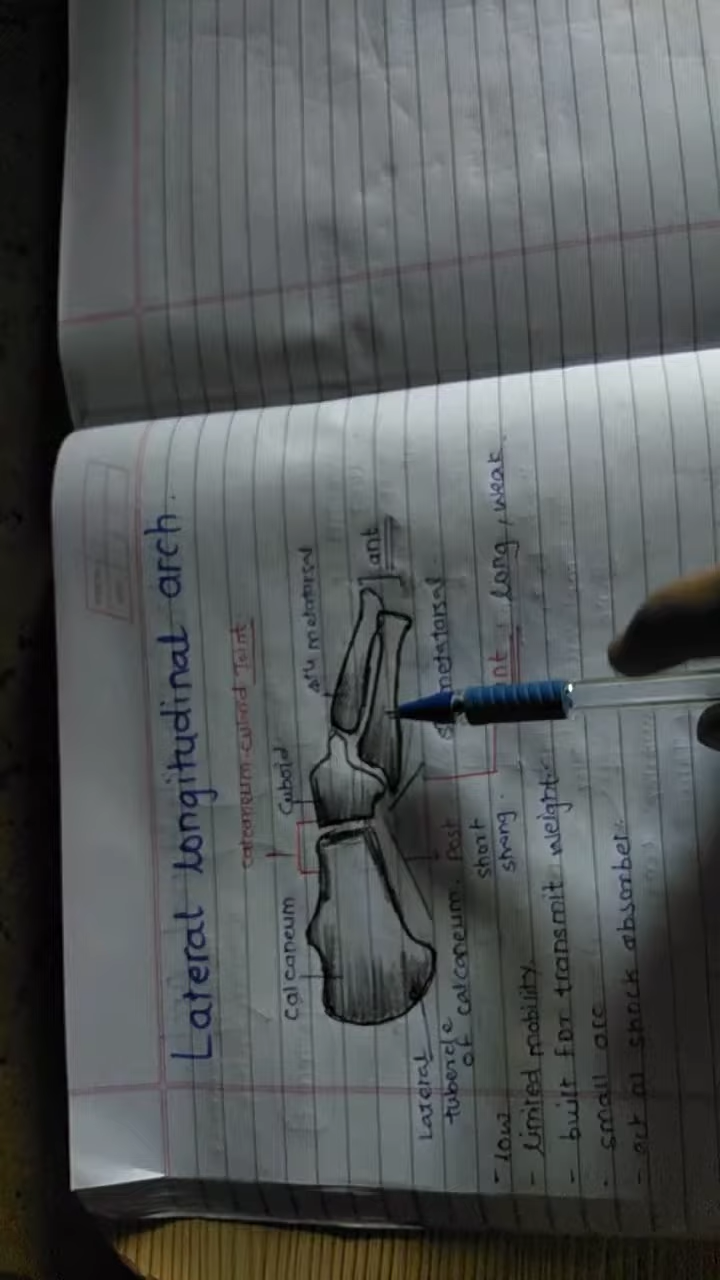 Lateral longitudinal arch.
calcaneum cuboid Joint
Calcaneum
Cuboid
metatarsal
] ant
Lateral
tubercle
of calcaneum.
Post
short
strong.
metatarsal
nt, long, weak
- low
- limited mobility.
- built for transmit weight.
- small arc
- act as shock absorber.